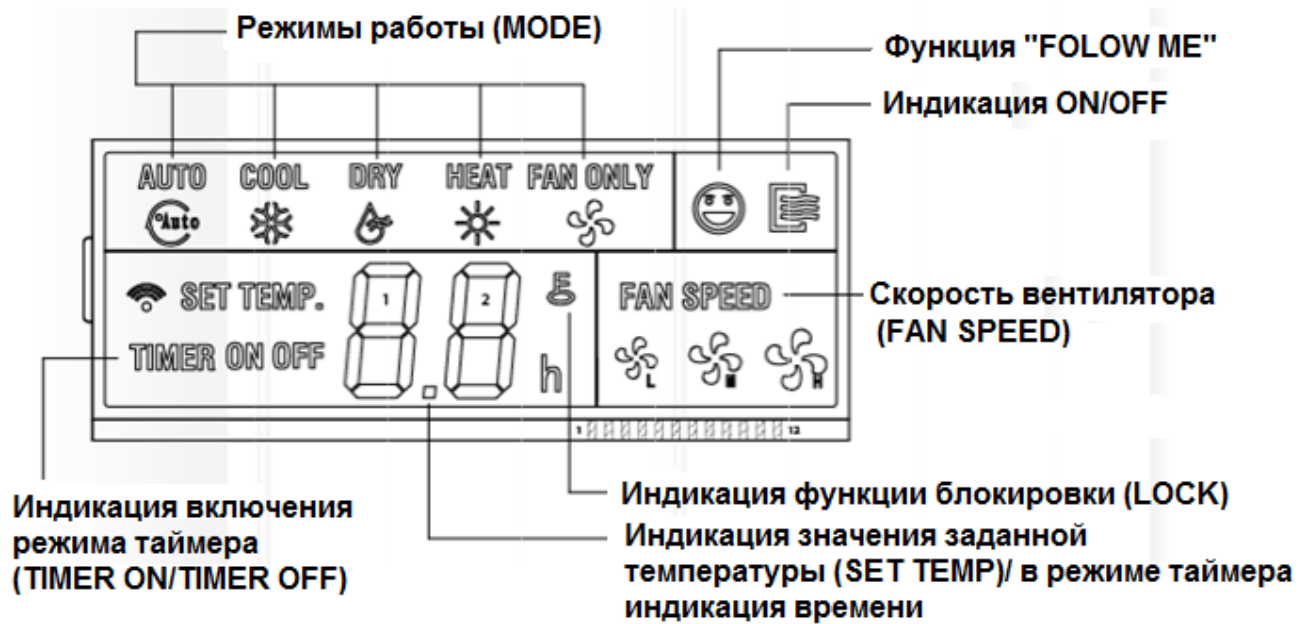 Режимы работы (MODE)
Функция "FOLOW ME"
Индикация ON/OFF
AUTO COOL DRY HEAT FAN ONLY
Auto
SET TEMP. 1 2 FAN SPEED
Скорость вентилятора
(FAN SPEED)
TIMER ON OFF h L M H
1 12
Индикация включения
режима таймера
(TIMER ON/TIMER OFF)
Индикация функции блокировки (LOCK)
Индикация значения заданной
температуры (SET TEMP)/ в режиме таймера
индикация времени